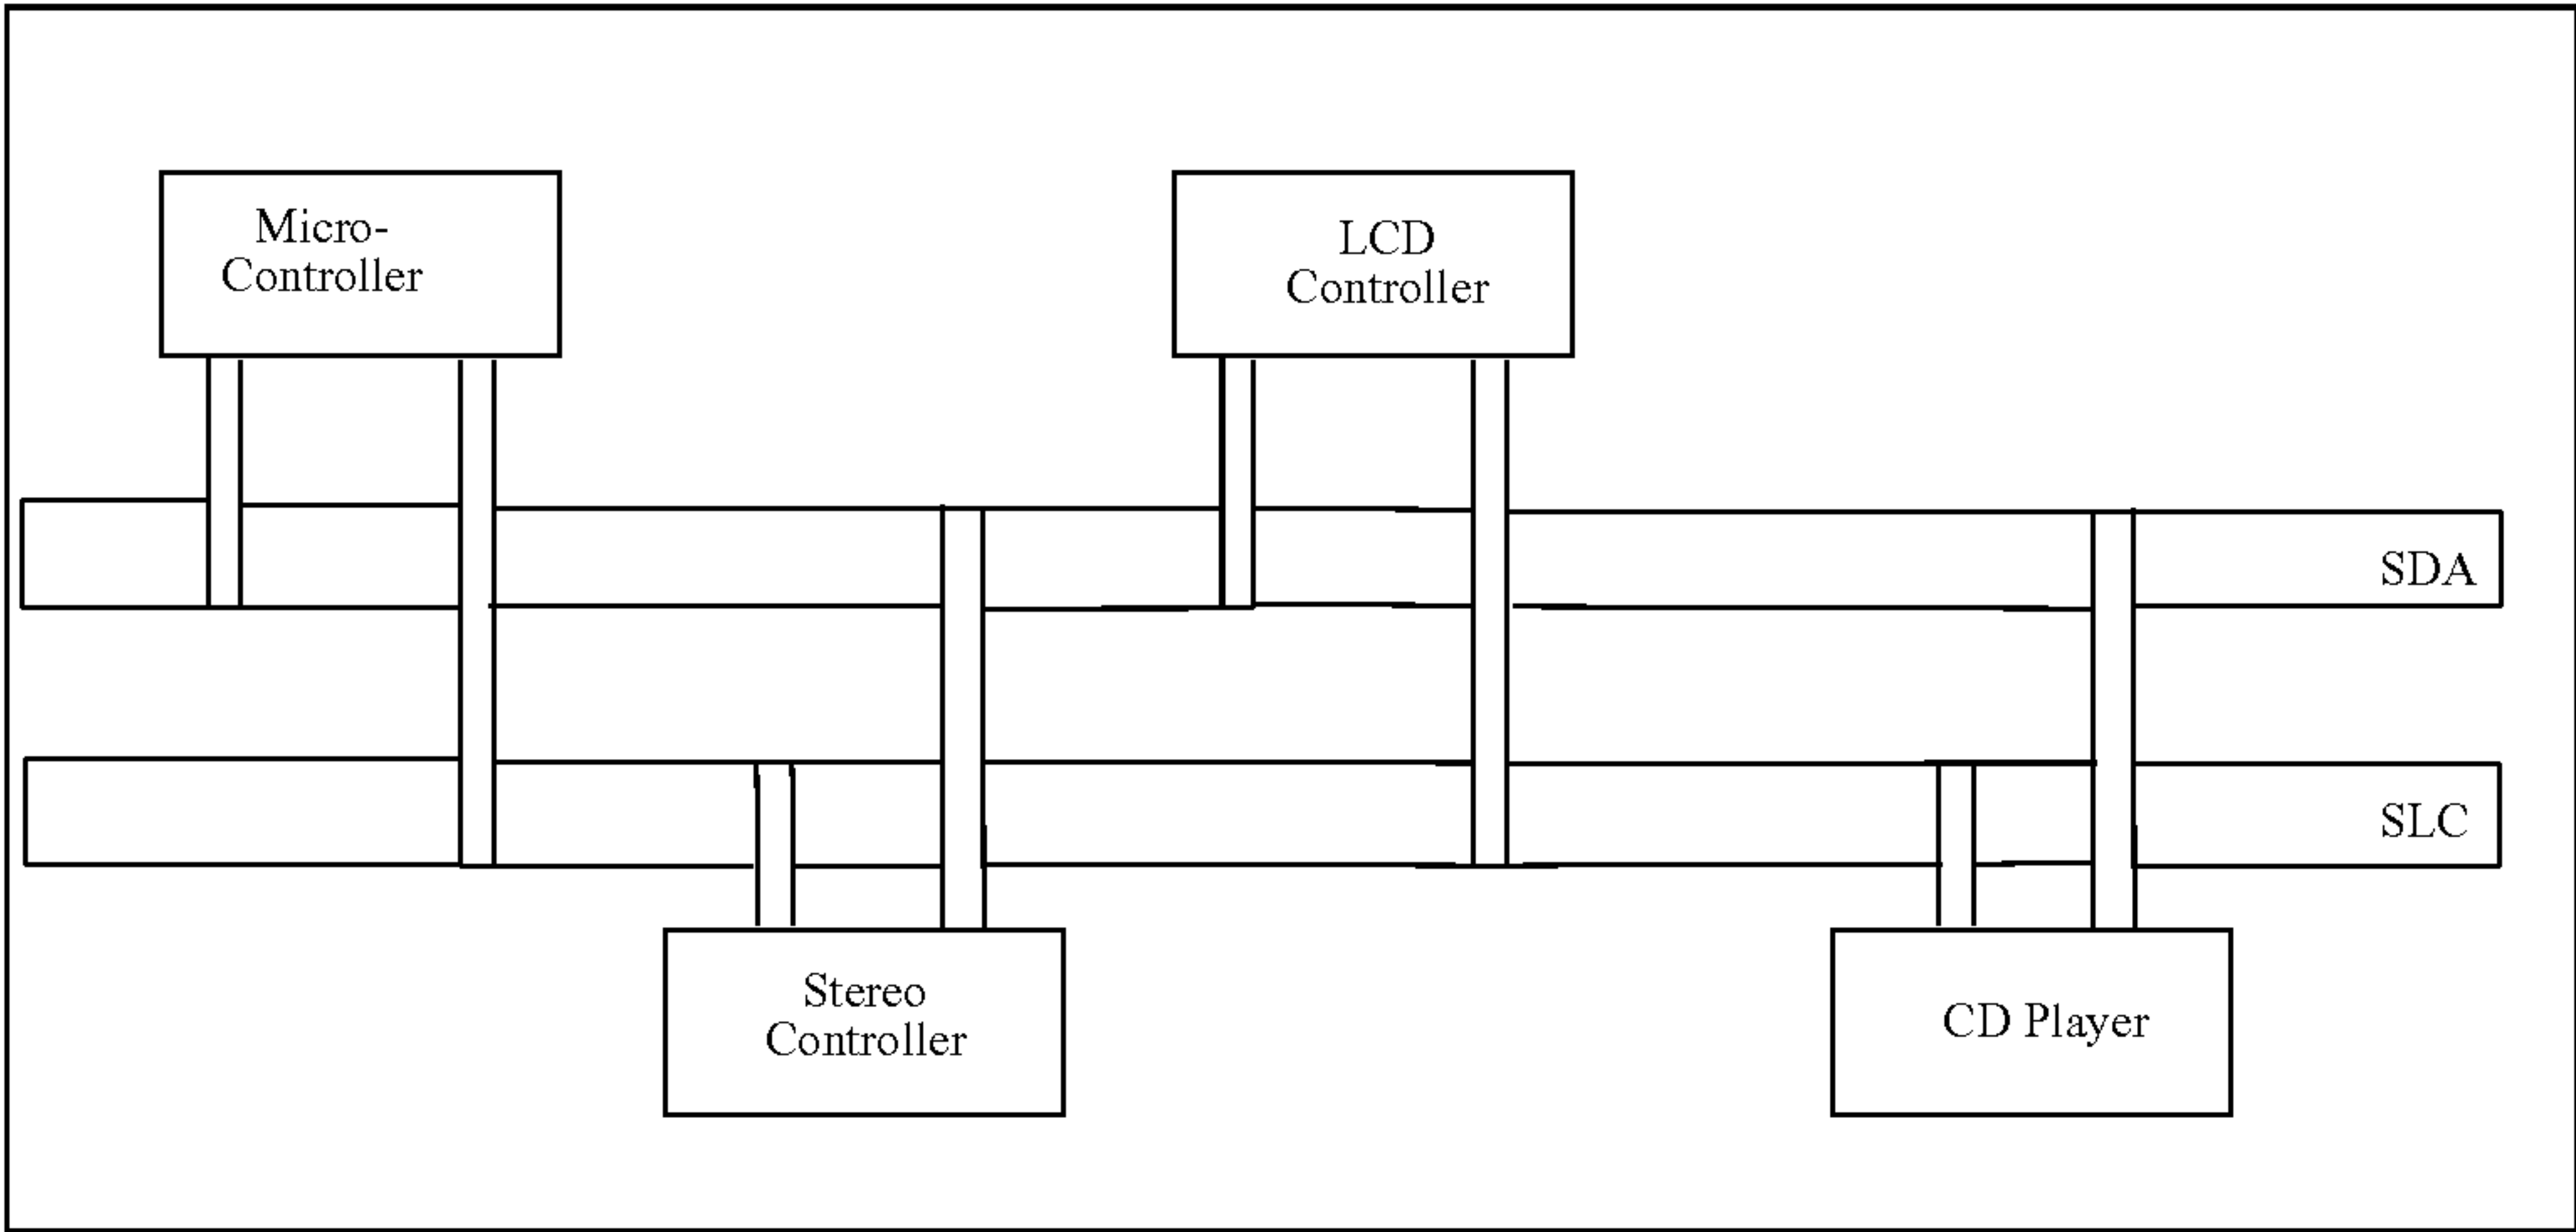 Micro-
Controller
LCD
Controller
SDA
SLC
Stereo
Controller
CD Player